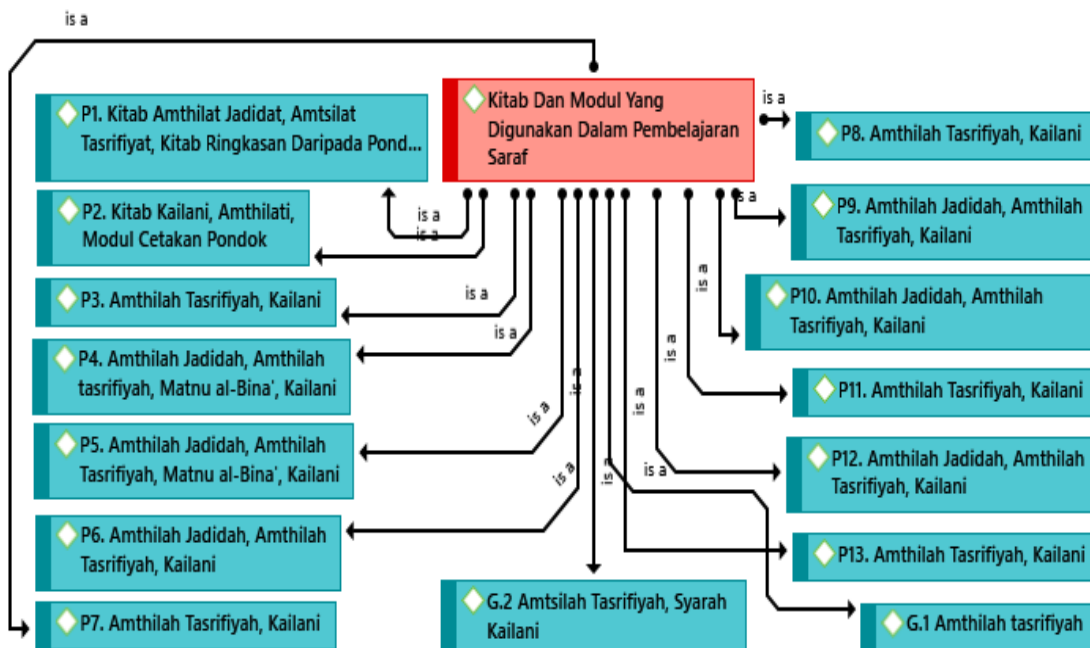 is a
Kitab Dan Modul Yang
Digunakan Dalam Pembelajaran
Saraf
P1. Kitab Amthilat Jadidat, Amtsilat
Tasrifiyat, Kitab Ringkasan Daripada Pond...
is a
P8. Amthilah Tasrifiyah, Kailani
P2. Kitab Kailani, Amthilati,
Modul Cetakan Pondok
is a
is a
is a
P9. Amthilah Jadidah, Amthilah
Tasrifiyah, Kailani
P3. Amthilah Tasrifiyah, Kailani
is a
is a
P10. Amthilah Jadidah, Amthilah
Tasrifiyah, Kailani
P4. Amthilah Jadidah, Amthilah
tasrifiyah, Matnu al-Bina', Kailani
is a
is a
P11. Amthilah Tasrifiyah, Kailani
P5. Amthilah Jadidah, Amthilah
Tasrifiyah, Matnu al-Bina', Kailani
is a
is a
is a
P12. Amthilah Jadidah, Amthilah
Tasrifiyah, Kailani
P6. Amthilah Jadidah, Amthilah
Tasrifiyah, Kailani
is a
is a
is a
P13. Amthilah Tasrifiyah, Kailani
P7. Amthilah Tasrifiyah, Kailani
G.2 Amtsilah Tasrifiyah, Syarah
Kailani
G.1 Amthilah tasrifiyah